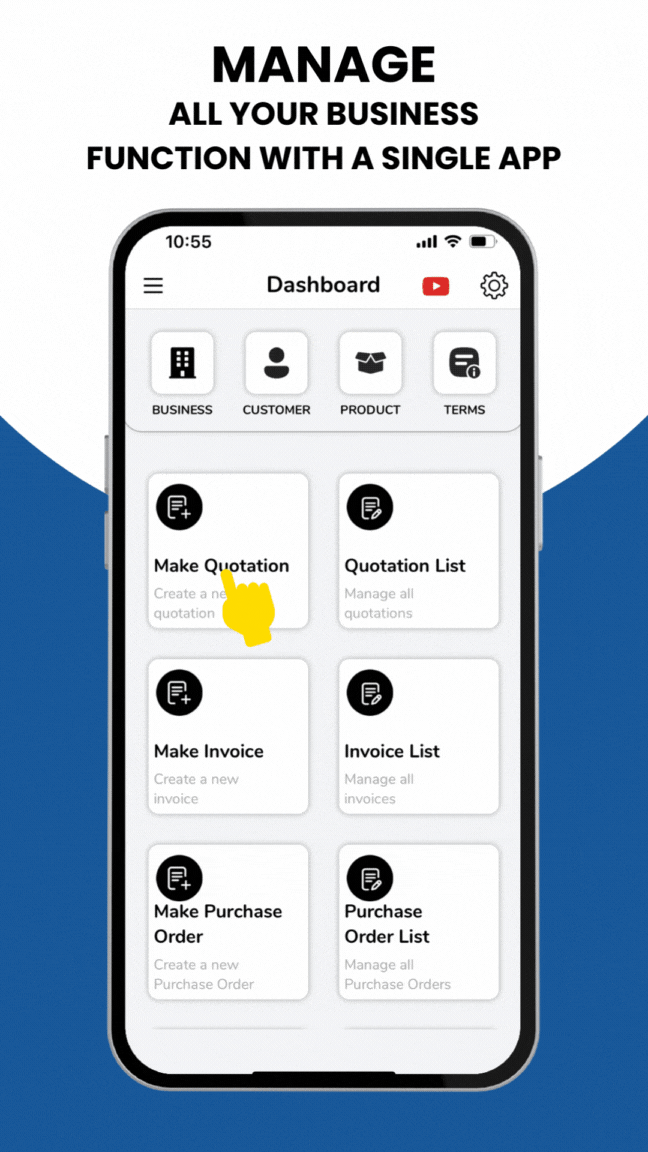 MANAGE
ALL YOUR BUSINESS
FUNCTION WITH A SINGLE APP
10:55
Dashboard
BUSINESS
CUSTOMER
PRODUCT
TERMS
Make Quotation
Create a
quotation
Quotation List
Manage all
quotations
Make Invoice
Create a new
invoice
Invoice List
Manage all
invoices
Make Purchase
Order
Create a new
Purchase Order
Purchase
Order List
Manage all
Purchase Orders